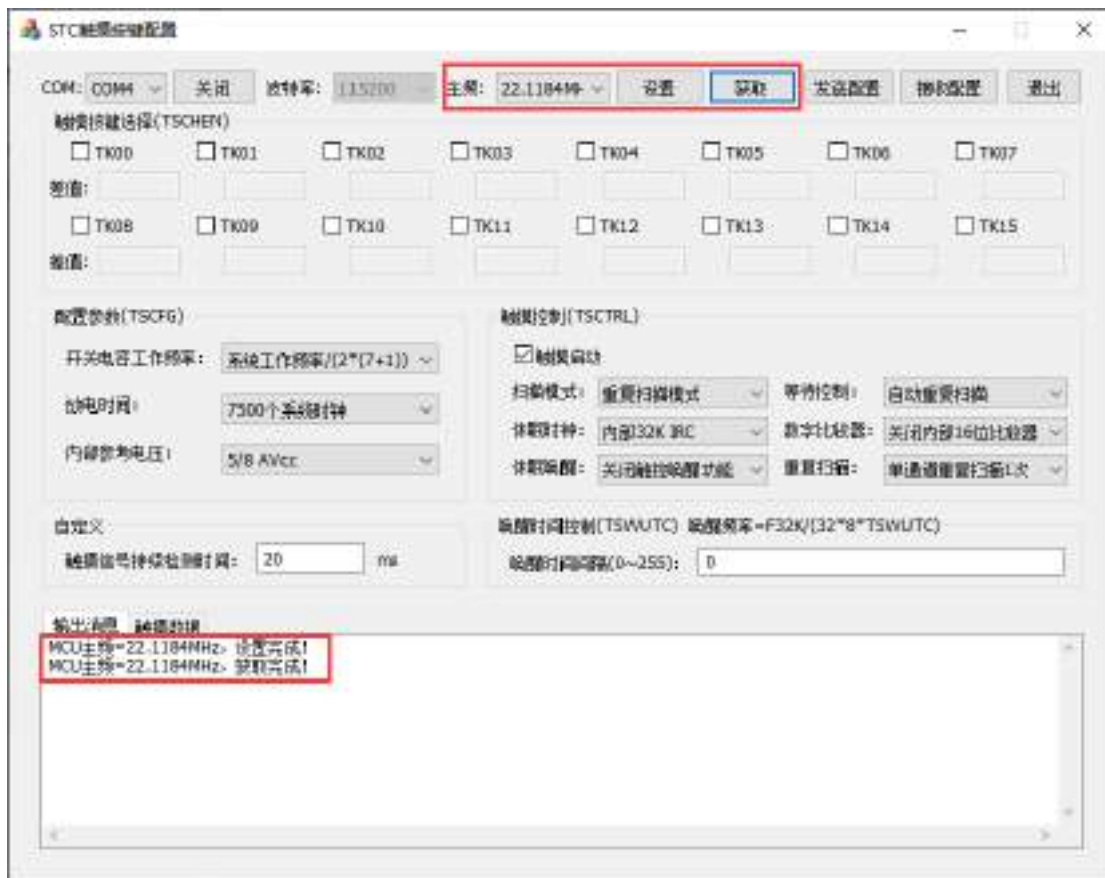 STC触摸按键配置
COM: COM4 关闭 波特率: 115200 主频: 22.1184MH 设置 获取 发送配置 接收配置 退出
触摸按键选择(TSCHEN)
TK00 TK01 TK02 TK03 TK04 TK05 TK06 TK07
差值:
TK08 TK09 TK10 TK11 TK12 TK13 TK14 TK15
差值:
配置参数(TSCFG)
开关电容工作频率: 系统工作频率/(2*(7+1))
放电时间: 7500个系统时钟
内部参考电压: 5/8 AVcc
触摸控制(TSCTRL)
触摸启动
扫描模式: 重复扫描模式 等待控制: 自动重复扫描
休眠时钟: 内部32K IRC 数字比较器: 关闭内部16位比较器
休眠唤醒: 关闭触控唤醒功能 重复扫描: 单通道重复扫描1次
自定义
触摸信号持续检测时间: 20 ms
唤醒时间控制(TSWUTC) 唤醒频率=F32K/(32*8*TSWUTC)
唤醒时间间隔(0~255): 0
输出消息 触摸数据
MCU主频=22.1184MHz, 设置完成!
MCU主频=22.1184MHz, 获取完成!